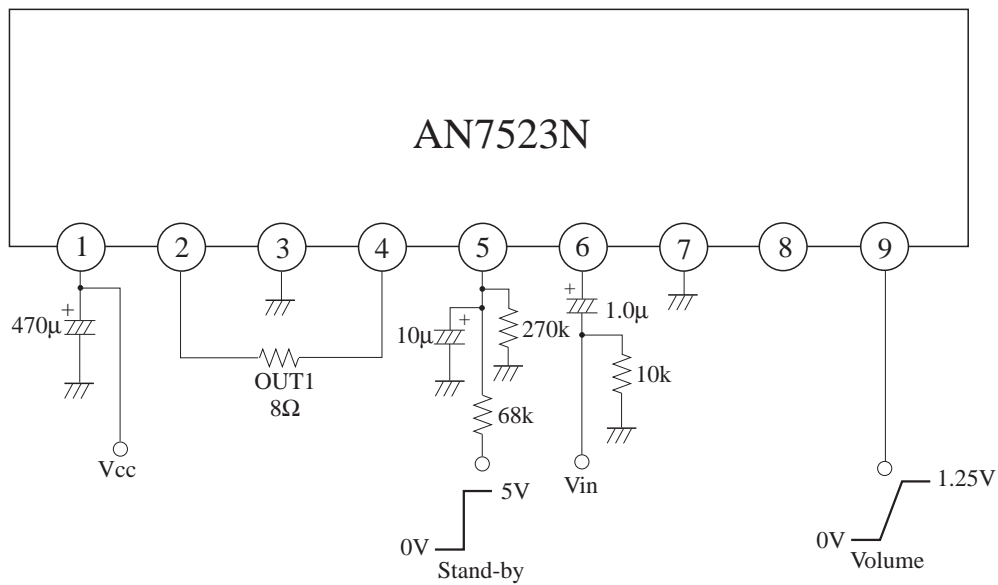 AN7523N
1 2 3 4 5 6 7 8 9
470μ
+
Vcc
OUT1
8Ω
10μ
+
270k
68k
+
1.0μ
10k
Vin
5V
0V
Stand-by
1.25V
0V
Volume